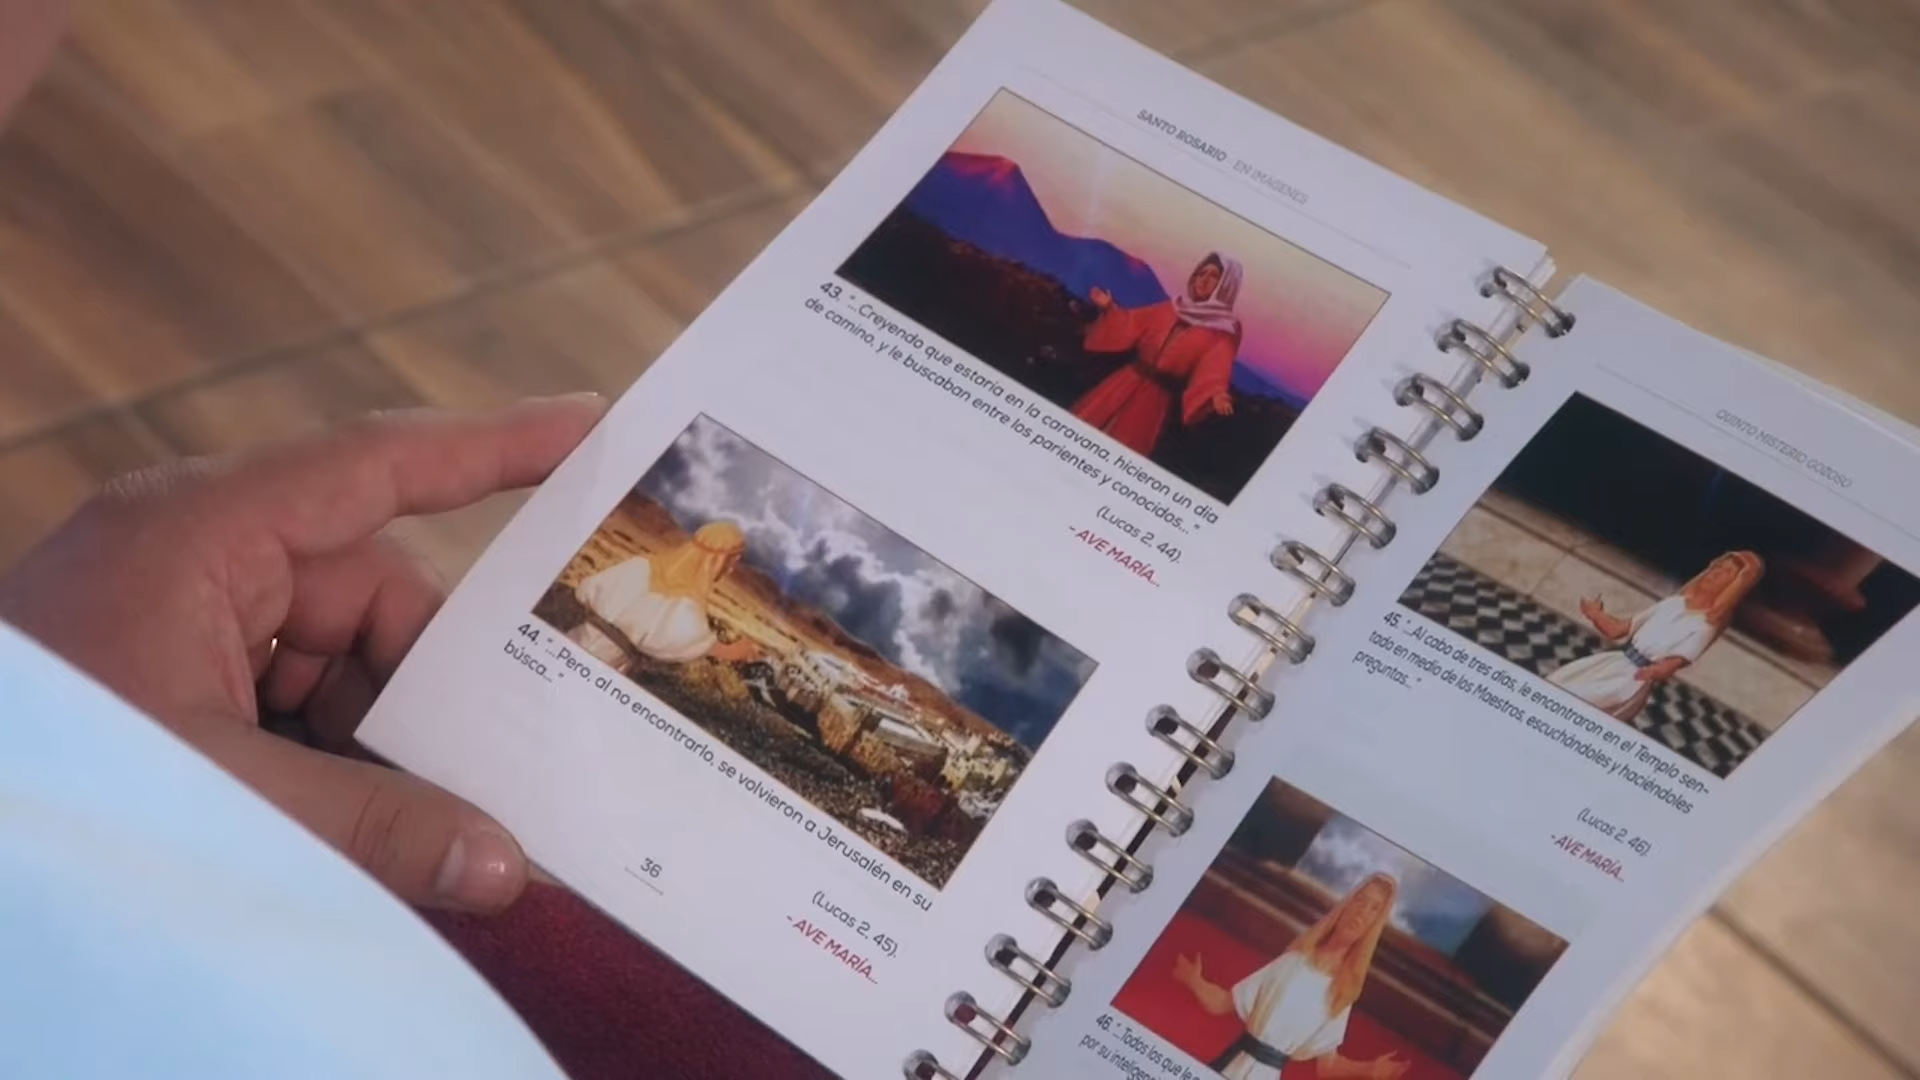 SANTO ROSARIO EN IMÁGENES
43. "...Creyendo que estaría en la caravana, hicieron un día
de camino, y le buscaban entre los parientes y conocidos..."
(Lucas 2, 44).
- AVE MARÍA...
44. "...Pero, al no encontrarlo, se volvieron a Jerusalén en su
búsca..."
(Lucas 2, 45).
- AVE MARÍA...
36
QUINTO MISTERIO GOZOSO
45. "...Al cabo de tres días, le encontraron en el Templo sen-
tado en medio de los Maestros, escuchándoles y haciéndoles
preguntas..."
(Lucas 2, 46).
- AVE MARÍA...
46. "...Todos los que le
por su inteligen